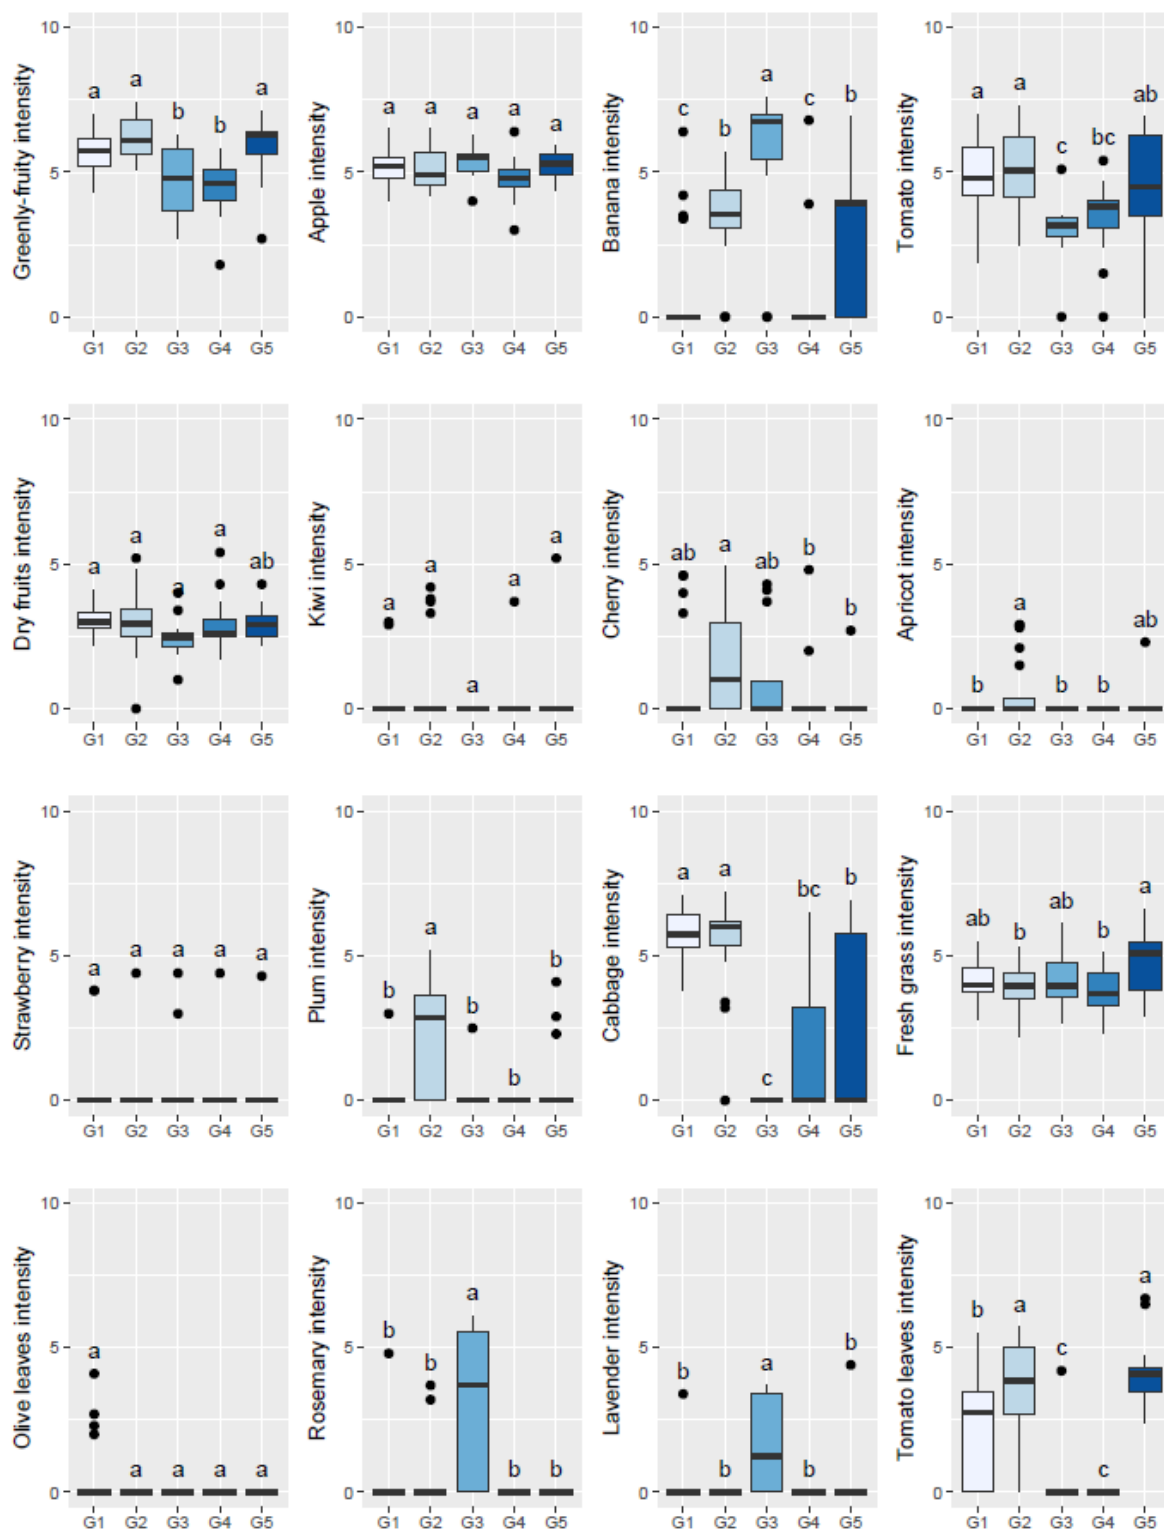 Greenly-fruity intensity
10
5
0
a
a
b
b
a
G1 G2 G3 G4 G5
Apple intensity
10
5
0
a
a
a
a
a
G1 G2 G3 G4 G5
Banana intensity
10
5
0
c
b
a
c
b
G1 G2 G3 G4 G5
Tomato intensity
10
5
0
a
a
c
bc
ab
G1 G2 G3 G4 G5
Dry fruits intensity
10
5
0
a
a
a
a
ab
G1 G2 G3 G4 G5
Kiwi intensity
10
5
0
a
a
a
a
a
G1 G2 G3 G4 G5
Cherry intensity
10
5
0
ab
a
ab
b
b
G1 G2 G3 G4 G5
Apricot intensity
10
5
0
b
a
b
b
ab
G1 G2 G3 G4 G5
Strawberry intensity
10
5
0
a
a
a
a
a
G1 G2 G3 G4 G5
Plum intensity
10
5
0
b
a
b
b
b
G1 G2 G3 G4 G5
Cabbage intensity
10
5
0
a
a
c
bc
b
G1 G2 G3 G4 G5
Fresh grass intensity
10
5
0
ab
b
ab
b
a
G1 G2 G3 G4 G5
Olive leaves intensity
10
5
0
a
a
a
a
a
G1 G2 G3 G4 G5
Rosemary intensity
10
5
0
b
b
a
b
b
G1 G2 G3 G4 G5
Lavender intensity
10
5
0
b
b
a
b
b
G1 G2 G3 G4 G5
Tomato leaves intensity
10
5
0
b
a
c
c
a
G1 G2 G3 G4 G5